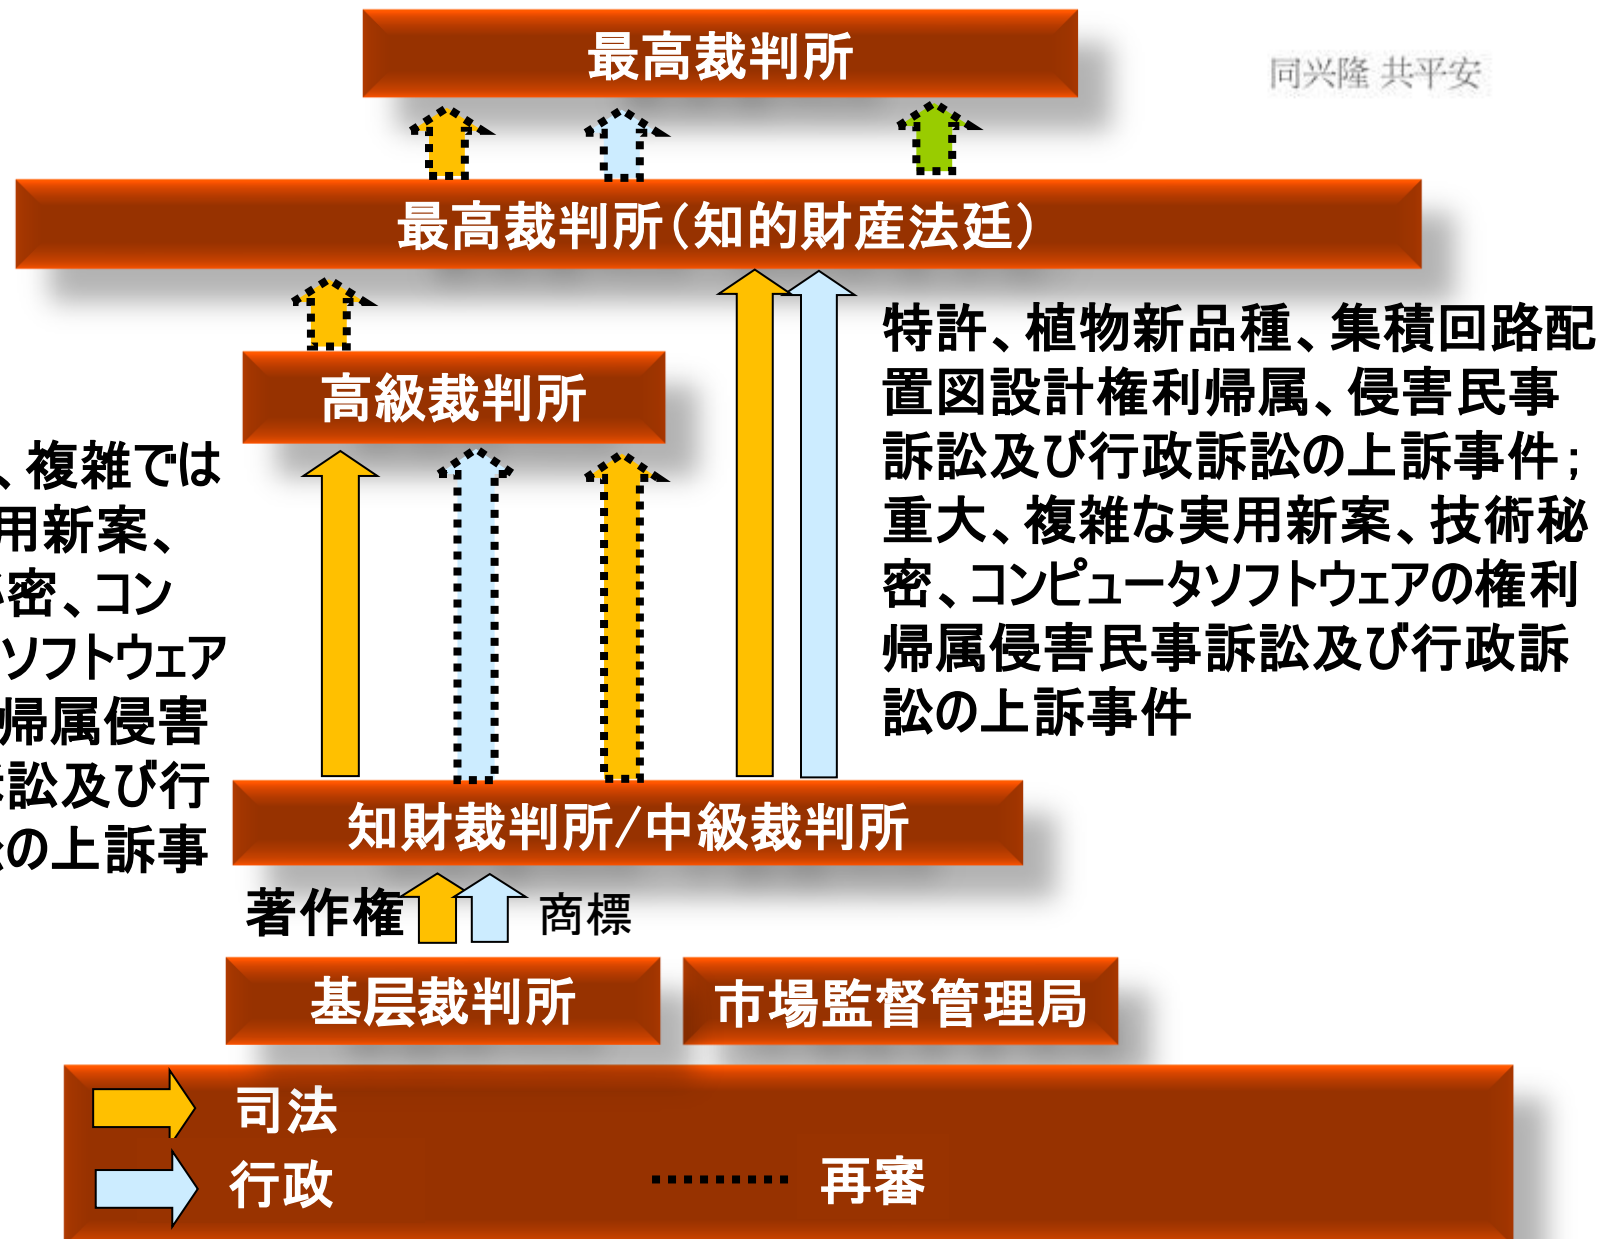 最高裁判所
同兴隆 共平安
最高裁判所（知的財産法廷）
特許、植物新品種、集積回路配
置図設計権利帰属、侵害民事
訴訟及び行政訴訟の上訴事件；
重大、複雑な実用新案、技術秘
密、コンピュータソフトウェアの権利
帰属侵害民事訴訟及び行政訴
訟の上訴事件
高級裁判所
、複雑では
用新案、
密、コン
ソフトウェア
帰属侵害
訟及び行
の上訴事
知財裁判所/中級裁判所
著作権
商標
基层裁判所
市場監督管理局
司法
行政
再審